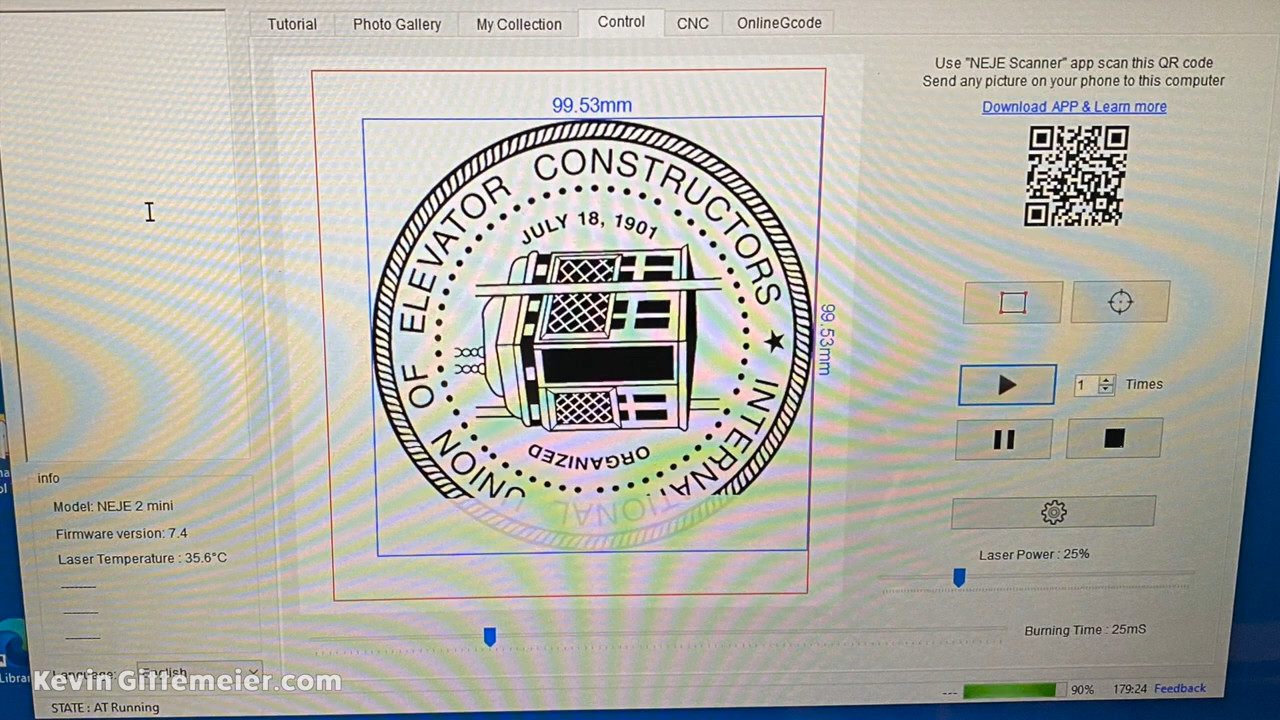 Tutorial
Photo Gallery
My Collection
Control
CNC
OnlineGcode
Use "NEJE Scanner" app scan this QR code
Send any picture on your phone to this computer
Download APP & Learn more
99.53mm
99.53mm
INTERNATIONAL UNION OF ELEVATOR CONSTRUCTORS
ORGANIZED
JULY 18, 1901
1 Times
info
Model: NEJE 2 mini
Firmware version: 7.4
Laser Temperature : 35.6°C
Laser Power : 25%
Burning Time : 25mS
Language: English
Kevin Giffemeier.com
STATE : AT Running
--- 90% 179:24 Feedback